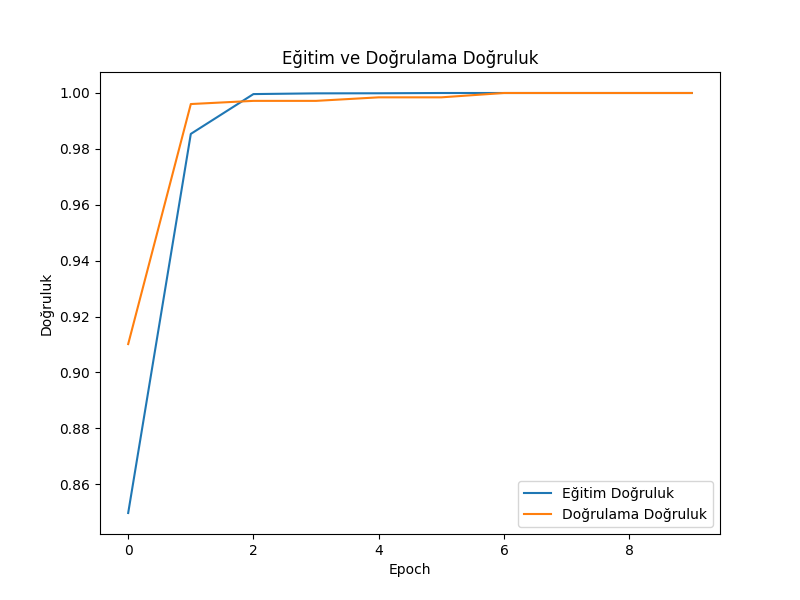 Eğitim ve Doğrulama Doğruluk
1.00
0.98
0.96
0.94
0.92
0.90
0.88
0.86
Doğruluk
0 2 4 6 8
Epoch
Eğitim Doğruluk
Doğrulama Doğruluk